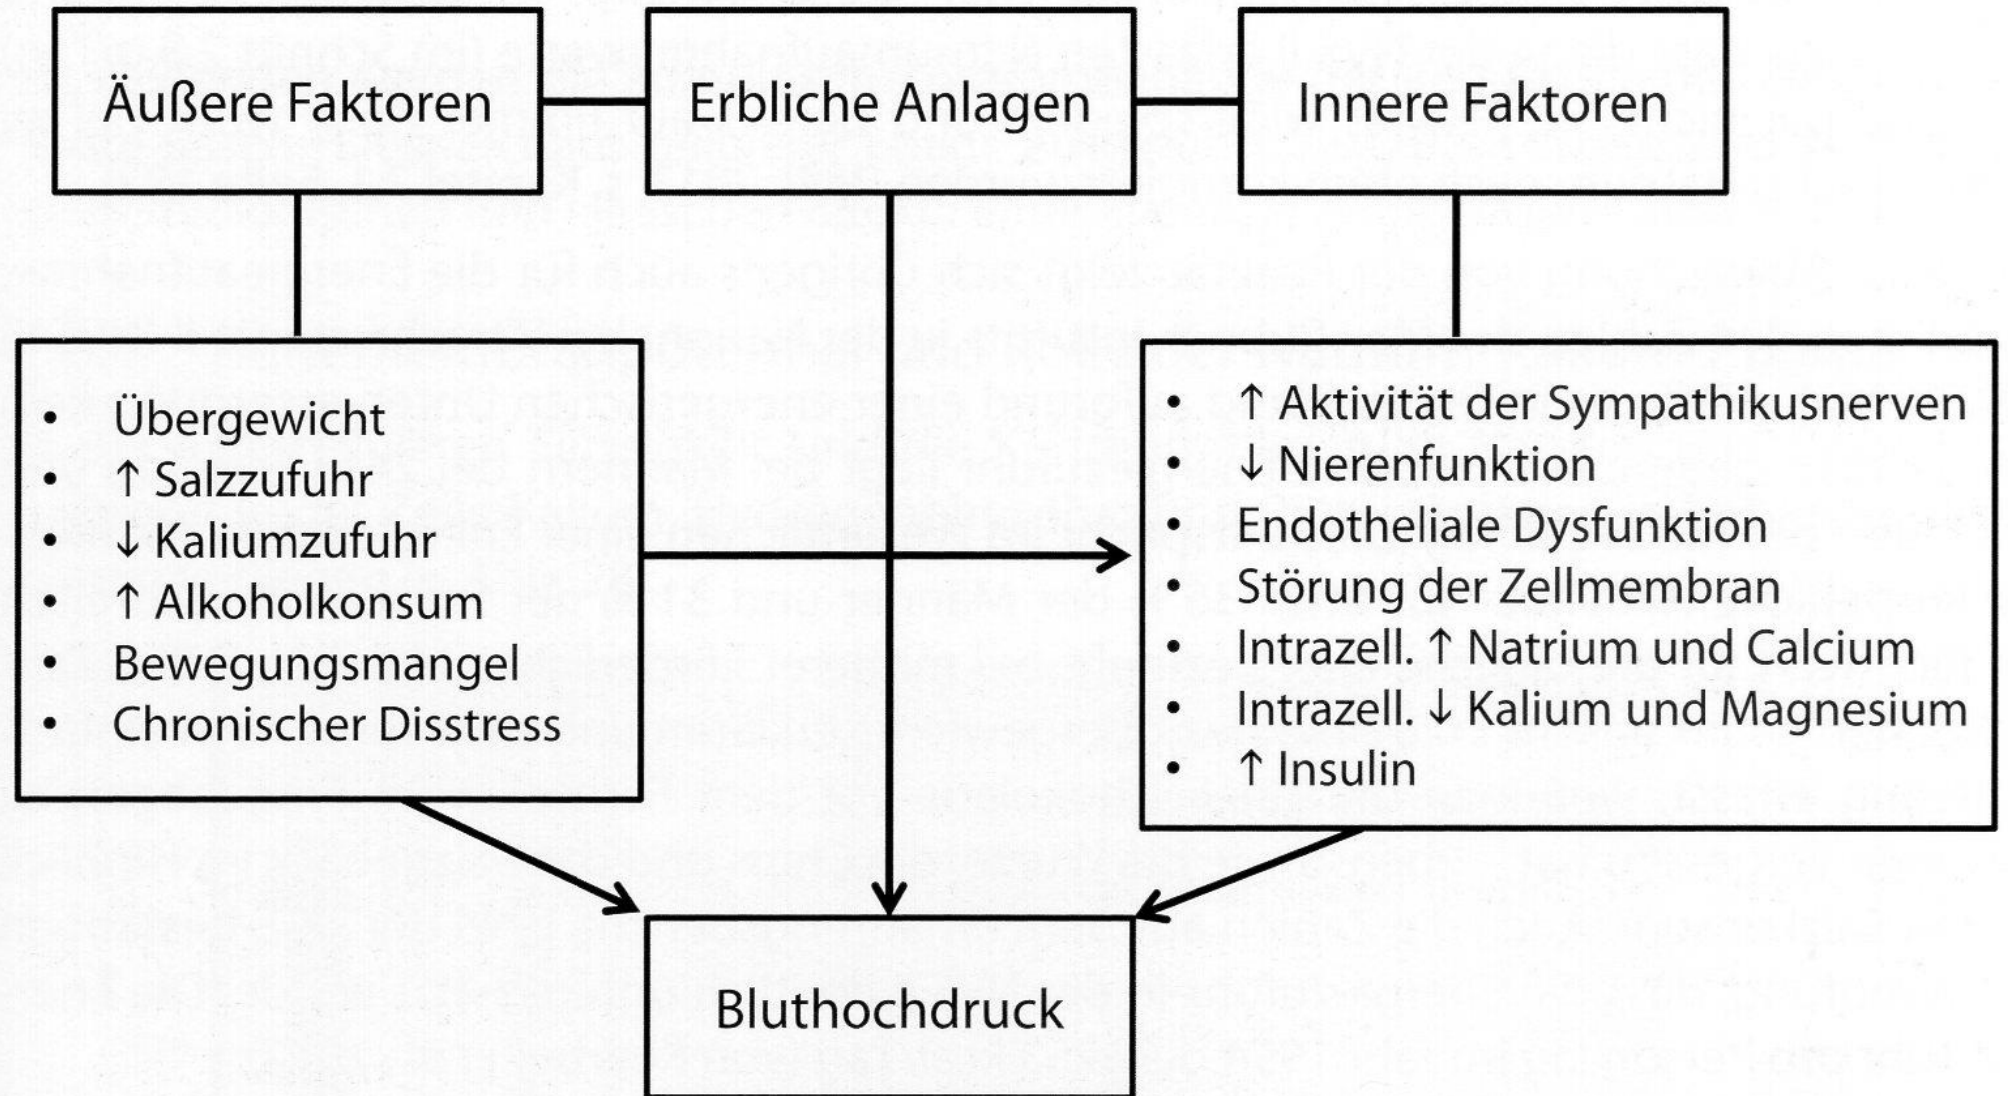 Äußere Faktoren
Erbliche Anlagen
Innere Faktoren
• Übergewicht
• ↑ Salzzufuhr
• ↓ Kaliumzufuhr
• ↑ Alkoholkonsum
• Bewegungsmangel
• Chronischer Disstress
• ↑ Aktivität der Sympathikusnerven
• ↓ Nierenfunktion
• Endotheliale Dysfunktion
• Störung der Zellmembran
• Intrazell. ↑ Natrium und Calcium
• Intrazell. ↓ Kalium und Magnesium
• ↑ Insulin
Bluthochdruck